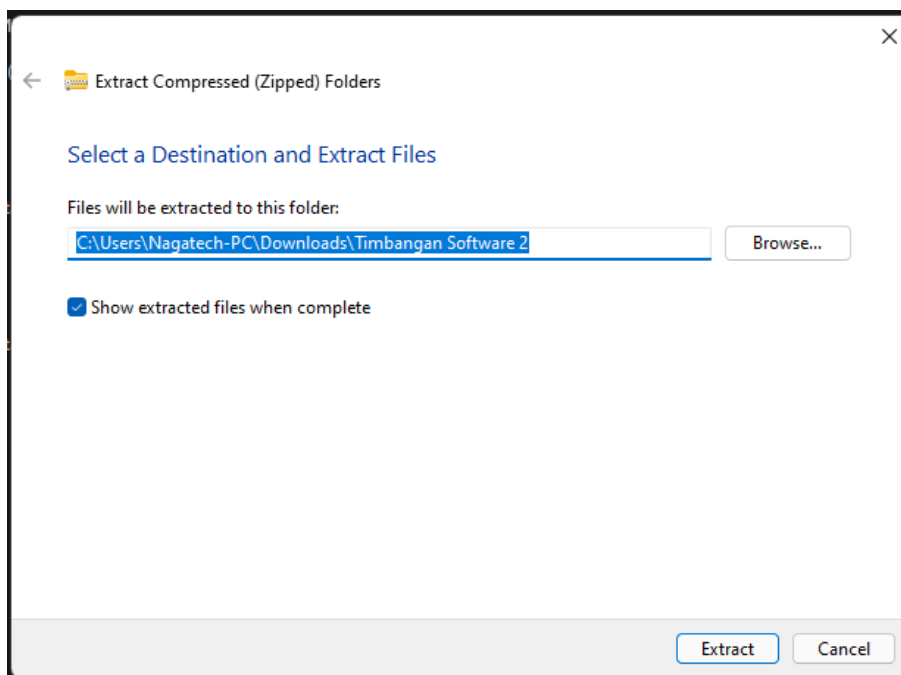 Extract Compressed (Zipped) Folders
Select a Destination and Extract Files
Files will be extracted to this folder:
C:\Users\Nagatech-PC\Downloads\Timbangan Software 2
Browse...
Show extracted files when complete
Extract
Cancel